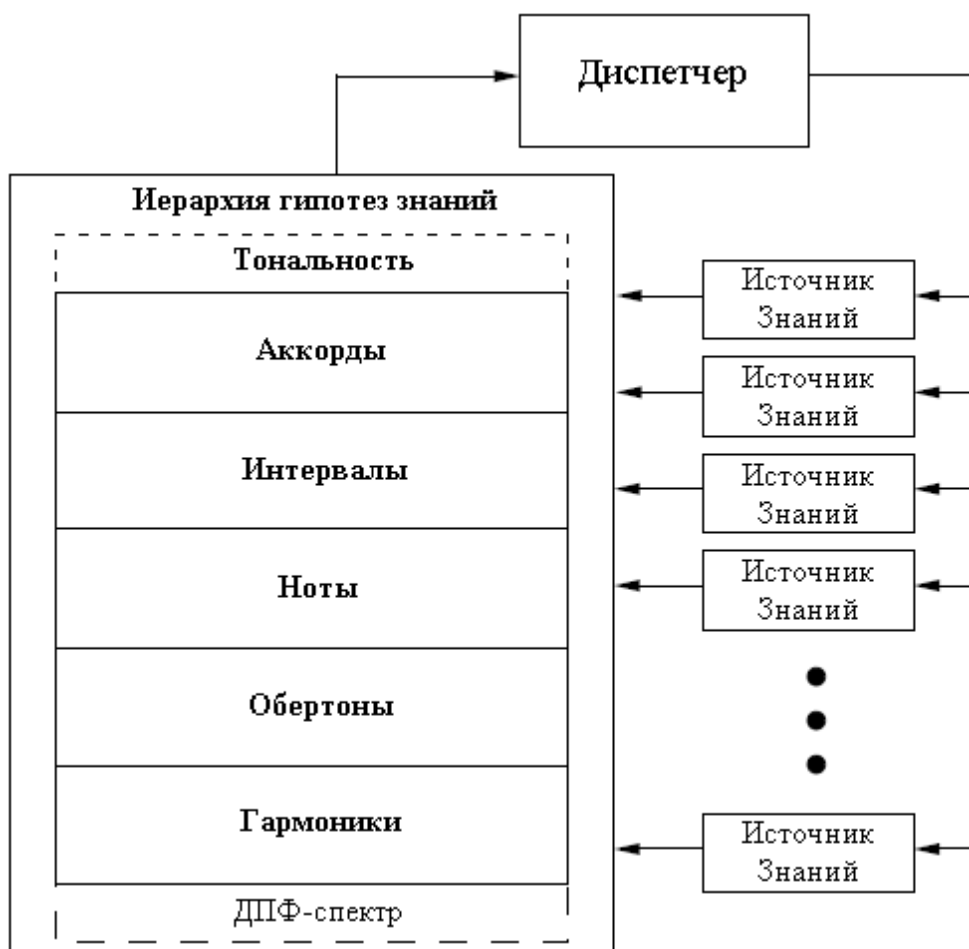 Диспетчер
Иерархия гипотез знаний
Тональность
Аккорды
Интервалы
Ноты
Обертоны
Гармоники
ДПФ-спектр
Источник
Знаний
Источник
Знаний
Источник
Знаний
Источник
Знаний
Источник
Знаний